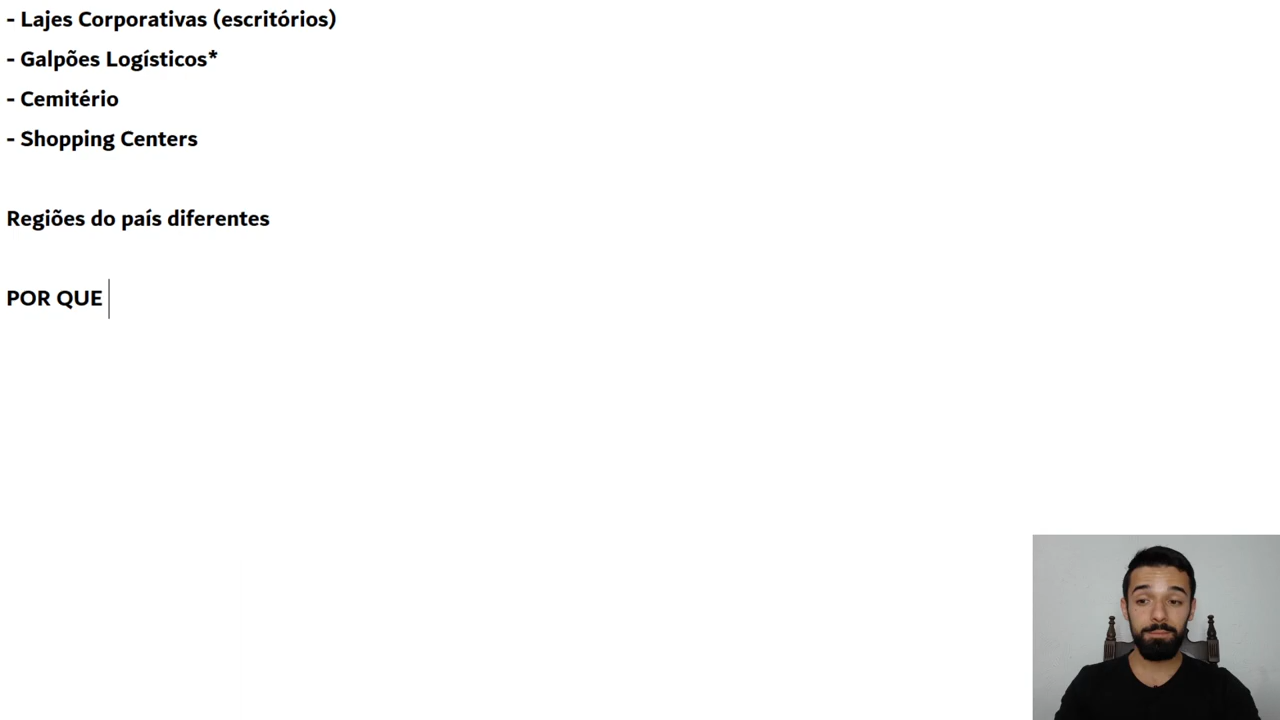 - Lajes Corporativas (escritórios)
- Galpões Logísticos*
- Cemitério
- Shopping Centers
Regiões do país diferentes
POR QUE